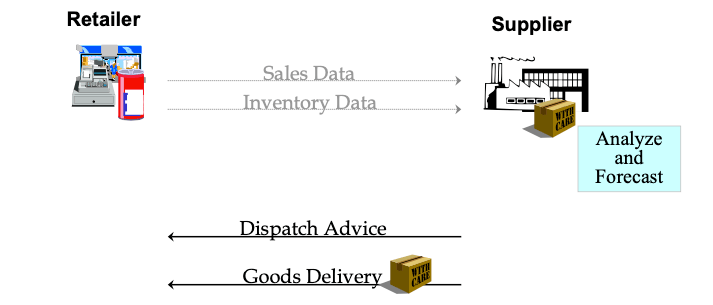 Retailer
Supplier
Sales Data
Inventory Data
WITH
CARE
Analyze
and
Forecast
Dispatch Advice
Goods Delivery
WITH
CARE